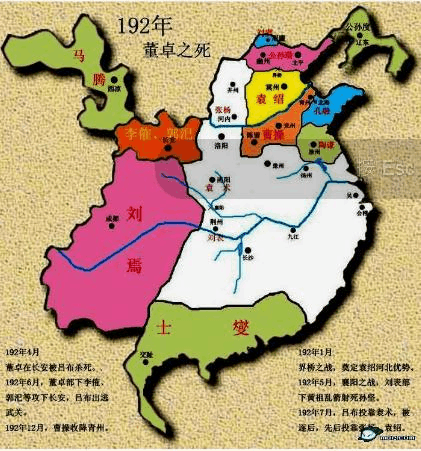 192年
董卓之死
公孙度
辽东
刘虞
公孙瓒
北平
马
腾
西凉
并州
冀州
袁绍
青州
北海
孔融
张杨
河内
李傕、郭汜
长安
洛阳
陈留
曹操
兖州
陶谦
徐州
豫州
扬州
按 Esc
南阳
袁术
襄阳
吴
会稽
刘
焉
成都
荆州
刘表
九江
长沙
士燮
交趾
192年4月
董卓在长安被吕布杀死。
192年6月，董卓部下李傕、
郭汜等攻下长安，吕布出逃
武关。
192年12月，曹操收降青州。
192年1月
界桥之战，奠定袁绍河北优势。
192年5月，襄阳之战，刘表部
下黄祖乱箭射死孙坚。
192年7月，吕布投靠袁术，被
逐后，先后投靠张杨、袁绍。